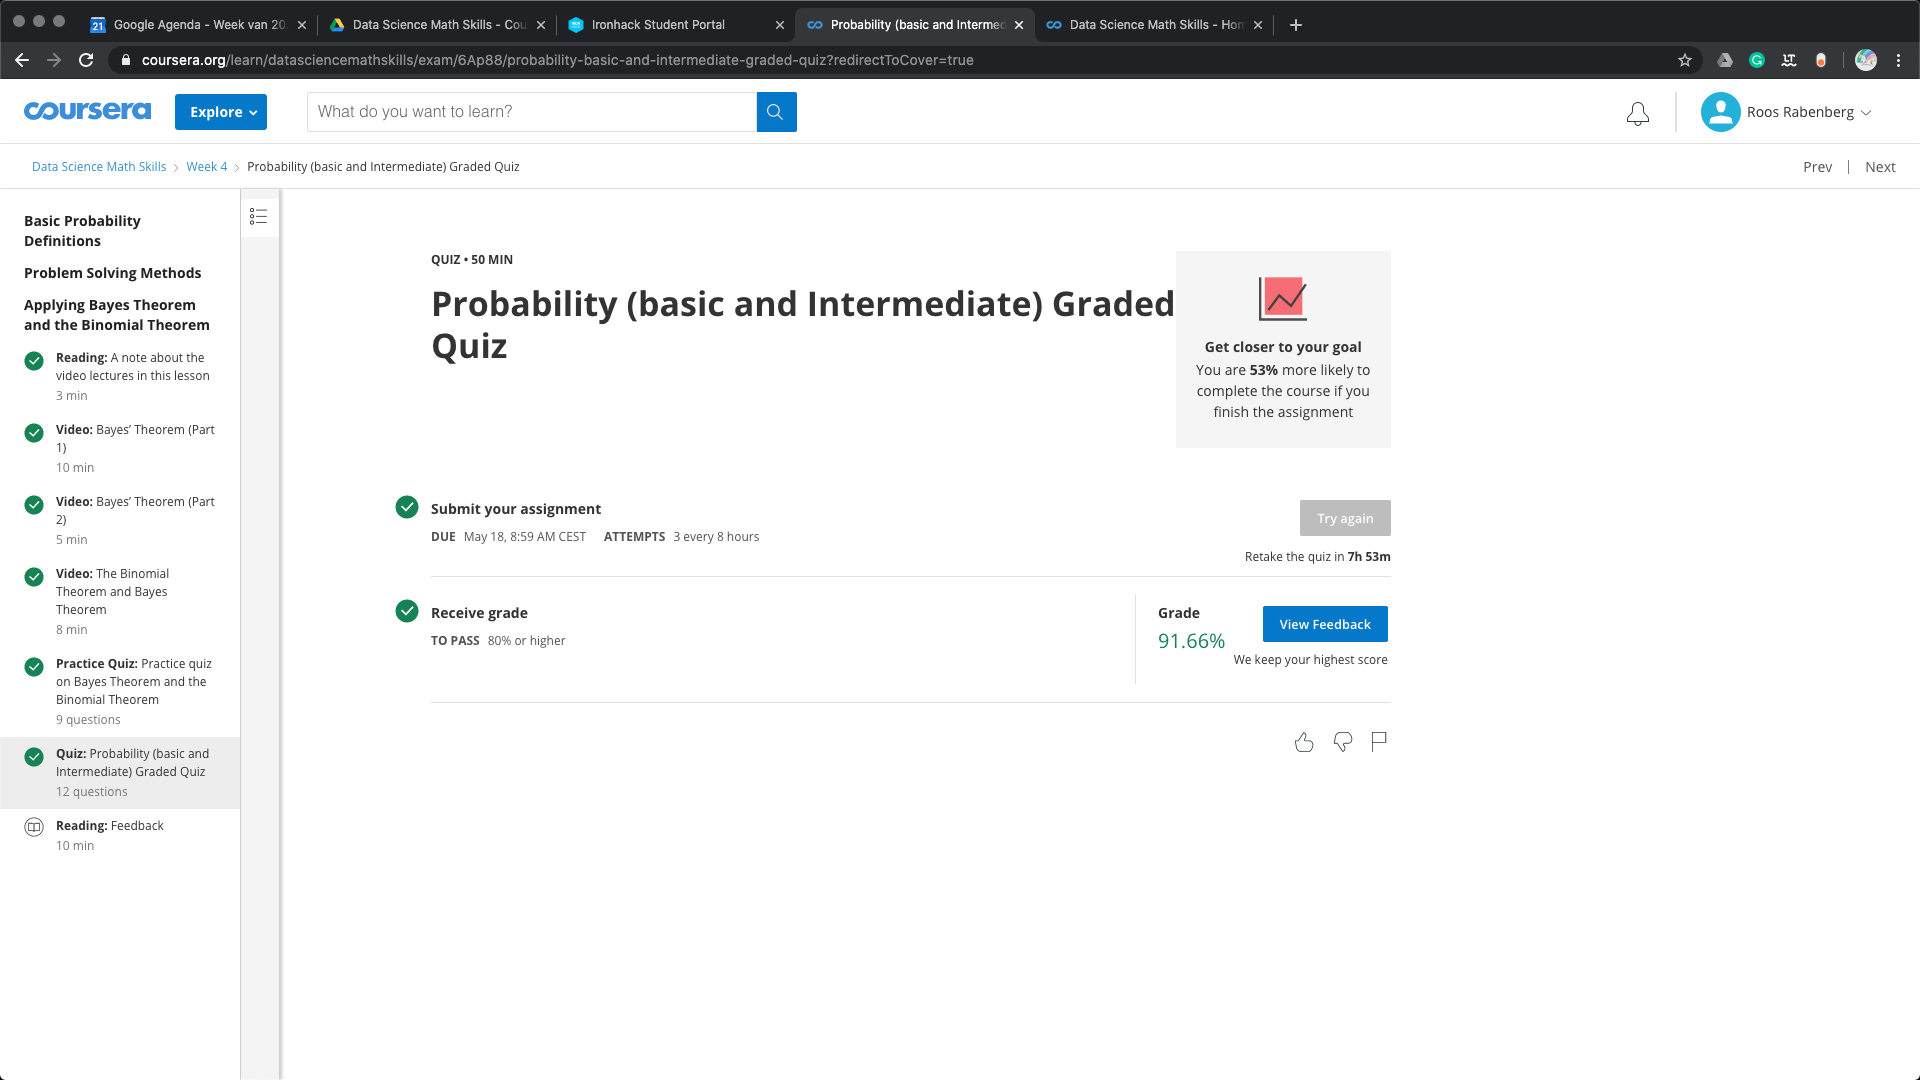 Google Agenda - Week van 20
Data Science Math Skills - Cou
Ironhack Student Portal
Probability (basic and Intermed
Data Science Math Skills - Hom
coursera.org/learn/datasciencemathskills/exam/6Ap88/probability-basic-and-intermediate-graded-quiz?redirectToCover=true
coursera
Explore
What do you want to learn?
Roos Rabenberg
Data Science Math Skills
Week 4
Probability (basic and Intermediate) Graded Quiz
Prev
Next
Basic Probability
Definitions
Problem Solving Methods
Applying Bayes Theorem
and the Binomial Theorem
Reading: A note about the
video lectures in this lesson
3 min
Video: Bayes’ Theorem (Part
1)
10 min
Video: Bayes’ Theorem (Part
2)
5 min
Video: The Binomial
Theorem and Bayes
Theorem
8 min
Practice Quiz: Practice quiz
on Bayes Theorem and the
Binomial Theorem
9 questions
Quiz: Probability (basic and
Intermediate) Graded Quiz
12 questions
Reading: Feedback
10 min
QUIZ • 50 MIN
Probability (basic and Intermediate) Graded
Quiz
Get closer to your goal
You are 53% more likely to
complete the course if you
finish the assignment
Submit your assignment
DUE May 18, 8:59 AM CEST ATTEMPTS 3 every 8 hours
Try again
Retake the quiz in 7h 53m
Receive grade
TO PASS 80% or higher
Grade
91.66%
View Feedback
We keep your highest score